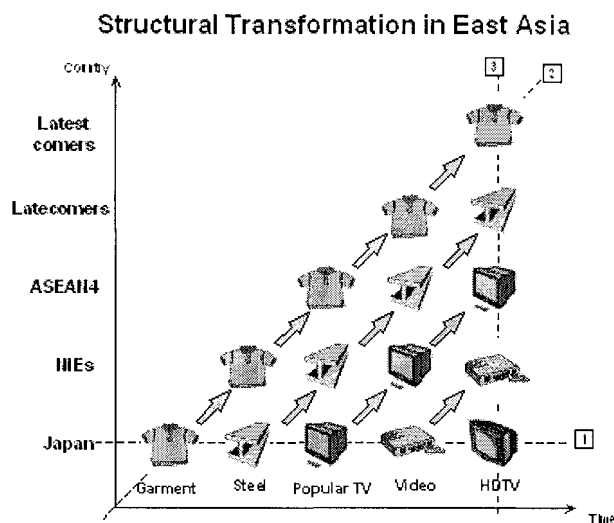 Structural Transformation in East Asia
Country
3
2
Latest
comers
Latecomers
ASEAN4
NIEs
Japan
1
Garment Steel Popular TV Video HDTV
Time